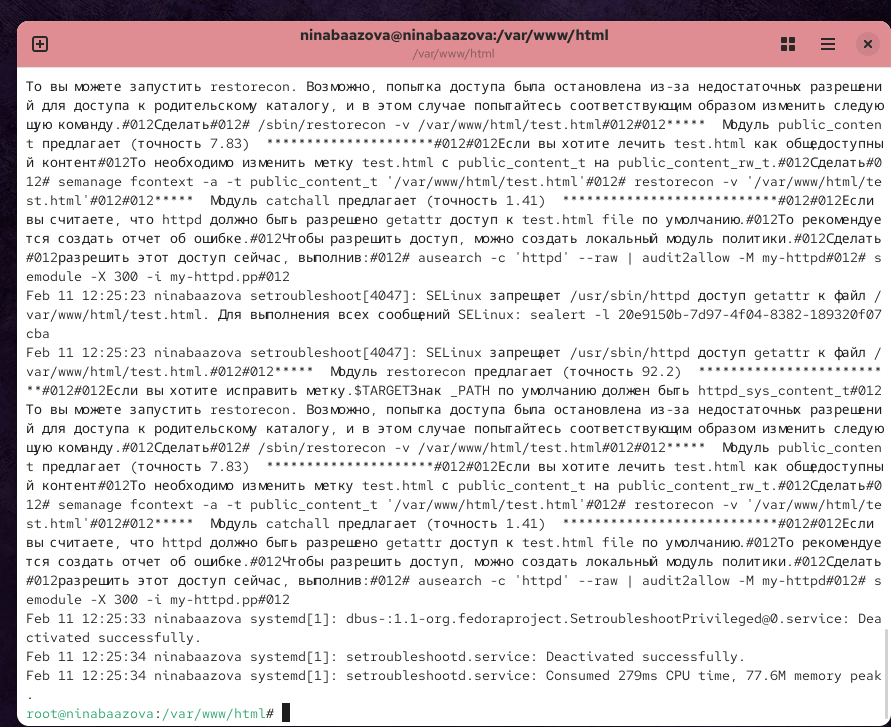 ninabaazova@ninabaazova:/var/www/html
/var/www/html
То вы можете запустить restorecon. Возможно, попытка доступа была остановлена из-за недостаточных разрешени
й для доступа к родительскому каталогу, и в этом случае попытайтесь соответствующим образом изменить следую
щую команду.#012Сделать#012# /sbin/restorecon -v /var/www/html/test.html#012#012*****  Модуль public_conten
t предлагает (точность 7.83)  *********************#012#012Если вы хотите лечить test.html как общедоступны
й контент#012То необходимо изменить метку test.html с public_content_t на public_content_rw_t.#012Сделать#0
12# semanage fcontext -a -t public_content_t '/var/www/html/test.html'#012# restorecon -v '/var/www/html/te
st.html'#012#012*****  Модуль catchall предлагает (точность 1.41)  ***************************#012#012Если
вы считаете, что httpd должно быть разрешено getattr доступ к test.html file по умолчанию.#012То рекомендуе
тся создать отчет об ошибке.#012Чтобы разрешить доступ, можно создать локальный модуль политики.#012Сделать
#012разрешить этот доступ сейчас, выполнив:#012# ausearch -c 'httpd' --raw | audit2allow -M my-httpd#012# s
emodule -X 300 -i my-httpd.pp#012
Feb 11 12:25:23 ninabaazova setroubleshoot[4047]: SELinux запрещает /usr/sbin/httpd доступ getattr к файл /
var/www/html/test.html. Для выполнения всех сообщений SELinux: sealert -l 20e9150b-7d97-4f04-8382-189320f07
cba
Feb 11 12:25:23 ninabaazova setroubleshoot[4047]: SELinux запрещает /usr/sbin/httpd доступ getattr к файл /
var/www/html/test.html.#012#012*****  Модуль restorecon предлагает (точность 92.2)  ***********************
**#012#012Если вы хотите исправить метку.$TARGETЗнак _PATH по умолчанию должен быть httpd_sys_content_t#012
То вы можете запустить restorecon. Возможно, попытка доступа была остановлена из-за недостаточных разрешени
й для доступа к родительскому каталогу, и в этом случае попытайтесь соответствующим образом изменить следую
щую команду.#012Сделать#012# /sbin/restorecon -v /var/www/html/test.html#012#012*****  Модуль public_conten
t предлагает (точность 7.83)  *********************#012#012Если вы хотите лечить test.html как общедоступны
й контент#012То необходимо изменить метку test.html с public_content_t на public_content_rw_t.#012Сделать#0
12# semanage fcontext -a -t public_content_t '/var/www/html/test.html'#012# restorecon -v '/var/www/html/te
st.html'#012#012*****  Модуль catchall предлагает (точность 1.41)  ***************************#012#012Если
вы считаете, что httpd должно быть разрешено getattr доступ к test.html file по умолчанию.#012То рекомендуе
тся создать отчет об ошибке.#012Чтобы разрешить доступ, можно создать локальный модуль политики.#012Сделать
#012разрешить этот доступ сейчас, выполнив:#012# ausearch -c 'httpd' --raw | audit2allow -M my-httpd#012# s
emodule -X 300 -i my-httpd.pp#012
Feb 11 12:25:33 ninabaazova systemd[1]: dbus-:1.1-org.fedoraproject.SetroubleshootPrivileged@0.service: Dea
ctivated successfully.
Feb 11 12:25:34 ninabaazova systemd[1]: setroubleshootd.service: Deactivated successfully.
Feb 11 12:25:34 ninabaazova systemd[1]: setroubleshootd.service: Consumed 279ms CPU time, 77.6M memory peak
.
root@ninabaazova:/var/www/html#